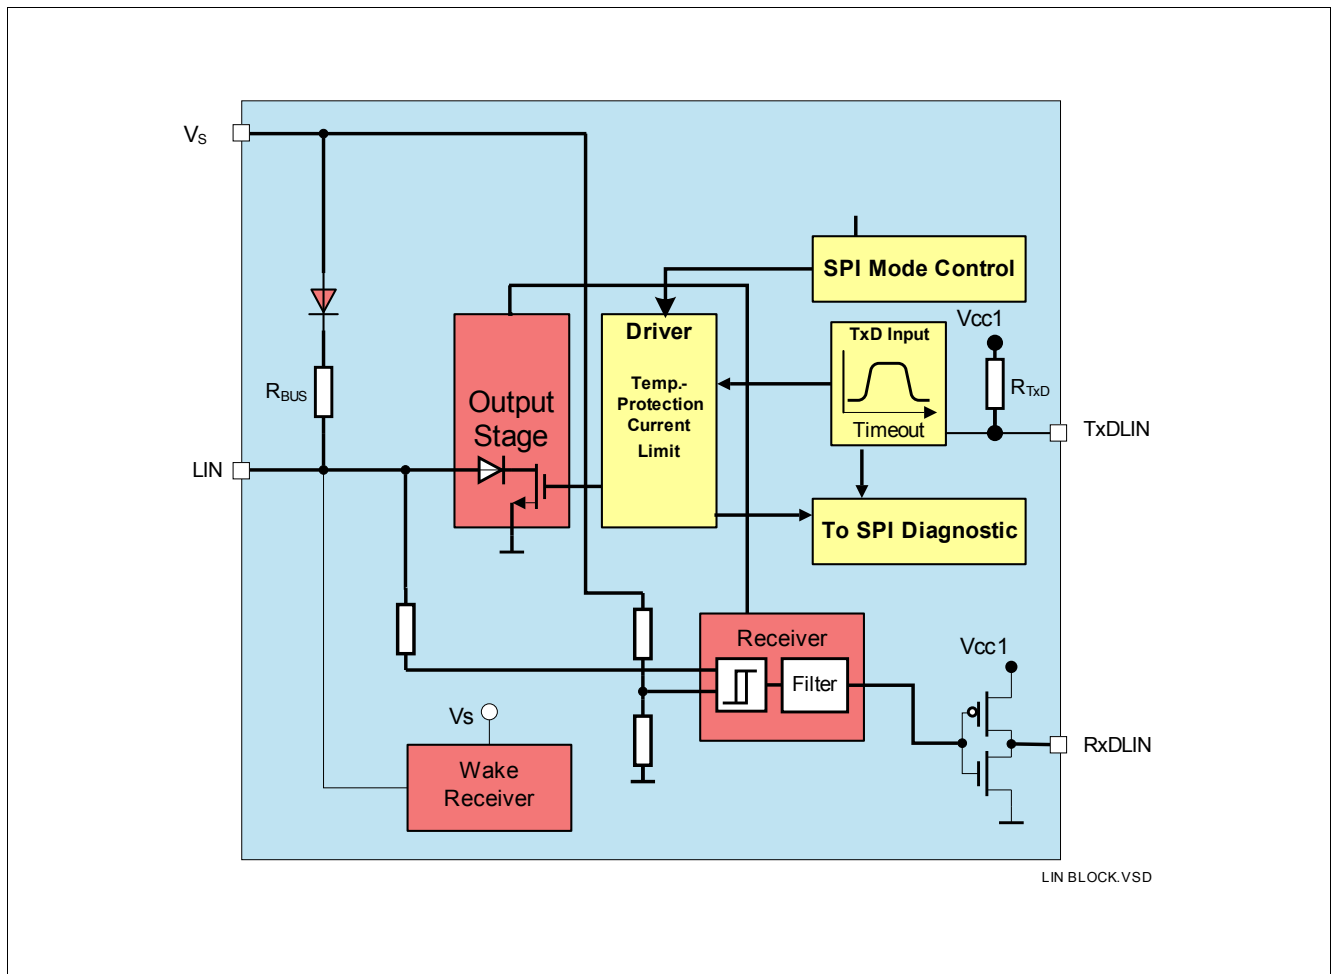 VS
SPI Mode Control
Vcc1
Driver
TxD Input
Temp.-
Protection
Current
Limit
RBUS
Output
Stage
RTxD
Timeout
TxDLIN
LIN
To SPI Diagnostic
Receiver
Vcc1
Filter
Vs
RxDLIN
Wake
Receiver
LIN BLOCK.VSD